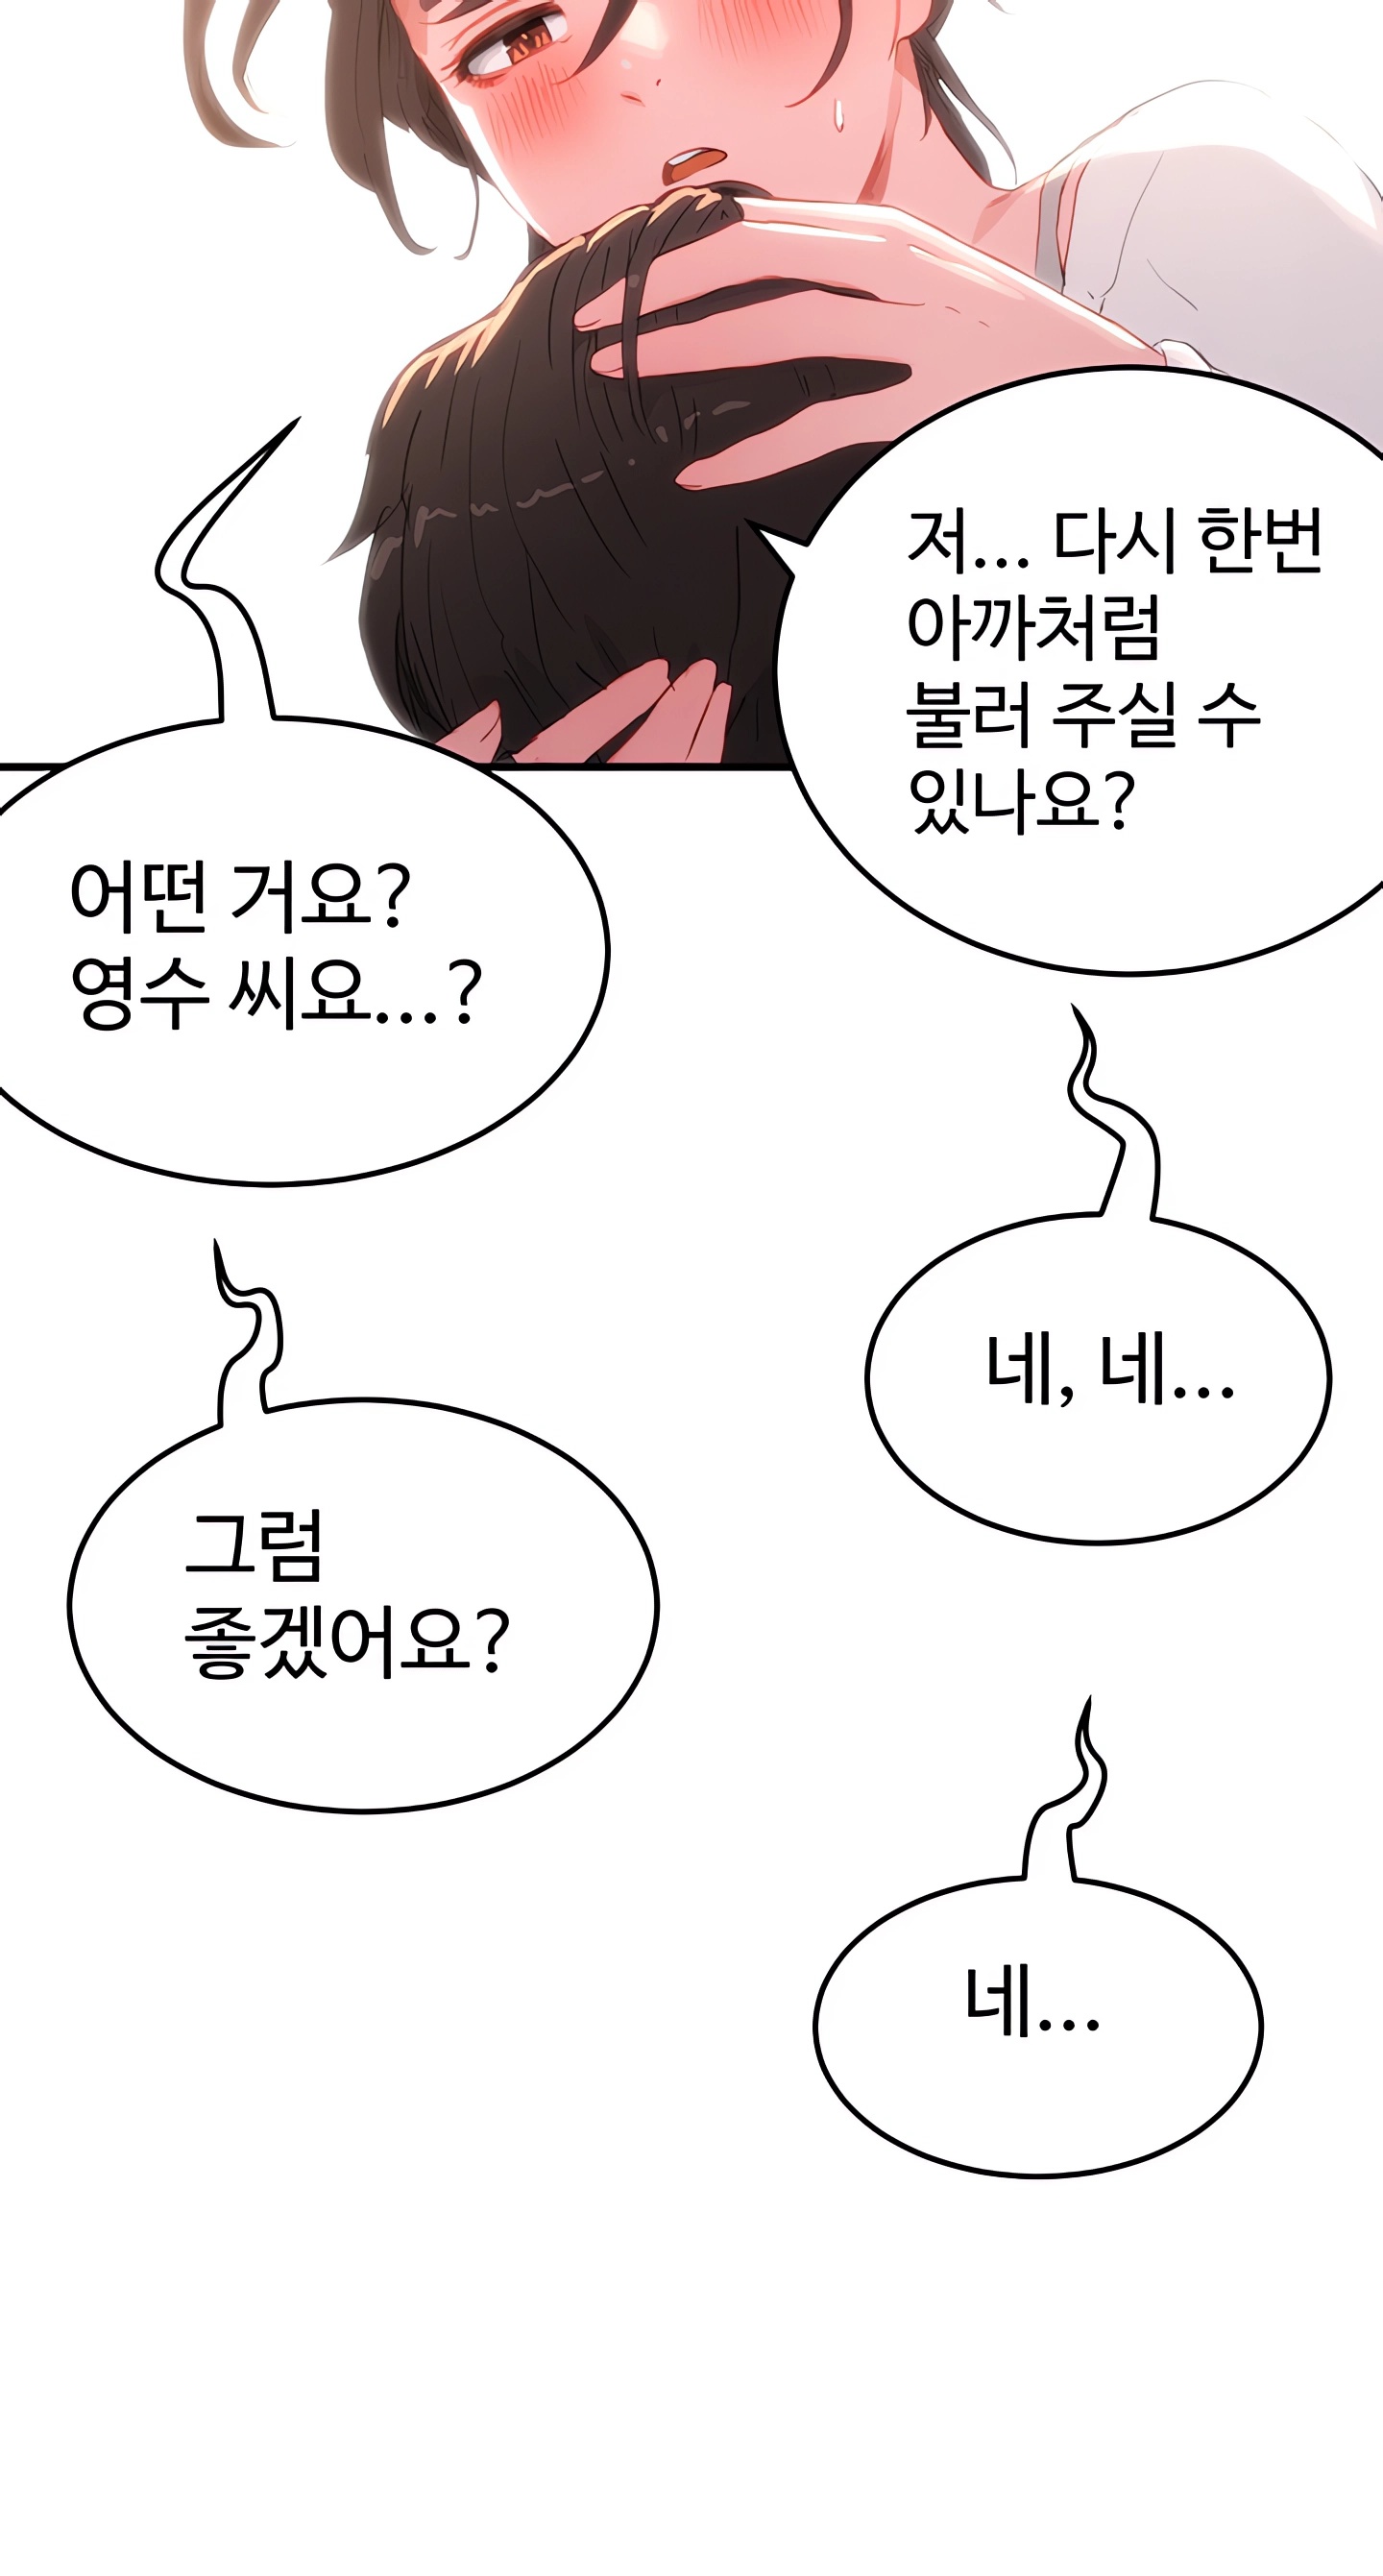 저... 다시 한번
아까처럼
불러 주실 수
있나요?
어떤 거요?
영수 씨요...?
네, 네...
그럼
좋겠어요?
네...